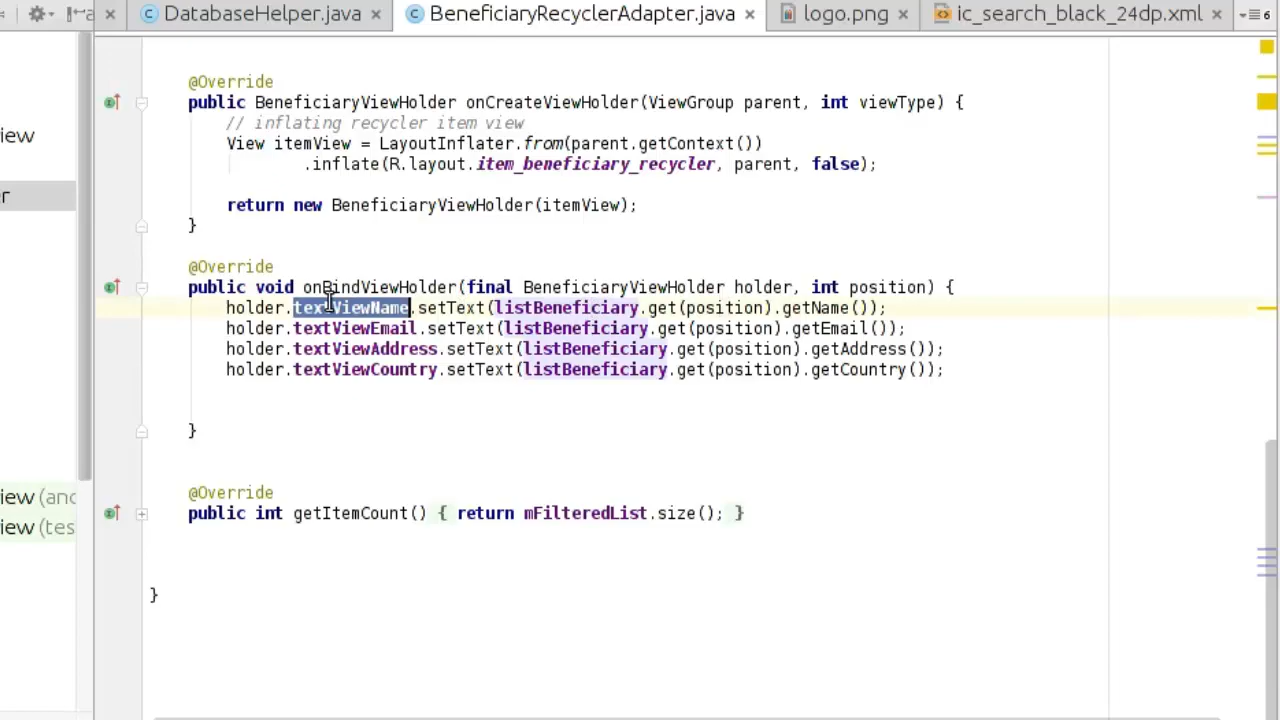 DatabaseHelper.java
BeneficiaryRecyclerAdapter.java
logo.png
ic_search_black_24dp.xml
6
iew
r
iew (and
iew (tes
@Override
public BeneficiaryViewHolder onCreateViewHolder(ViewGroup parent, int viewType) {
// inflating recycler item view
View itemView = LayoutInflater.from(parent.getContext())
.inflate(R.layout.item_beneficiary_recycler, parent, false);
return new BeneficiaryViewHolder(itemView);
}
@Override
public void onBindViewHolder(final BeneficiaryViewHolder holder, int position) {
holder.textViewName.setText(listBeneficiary.get(position).getName());
holder.textViewEmail.setText(listBeneficiary.get(position).getEmail());
holder.textViewAddress.setText(listBeneficiary.get(position).getAddress());
holder.textViewCountry.setText(listBeneficiary.get(position).getCountry());
}
@Override
public int getItemCount() { return mFilteredList.size(); }
}